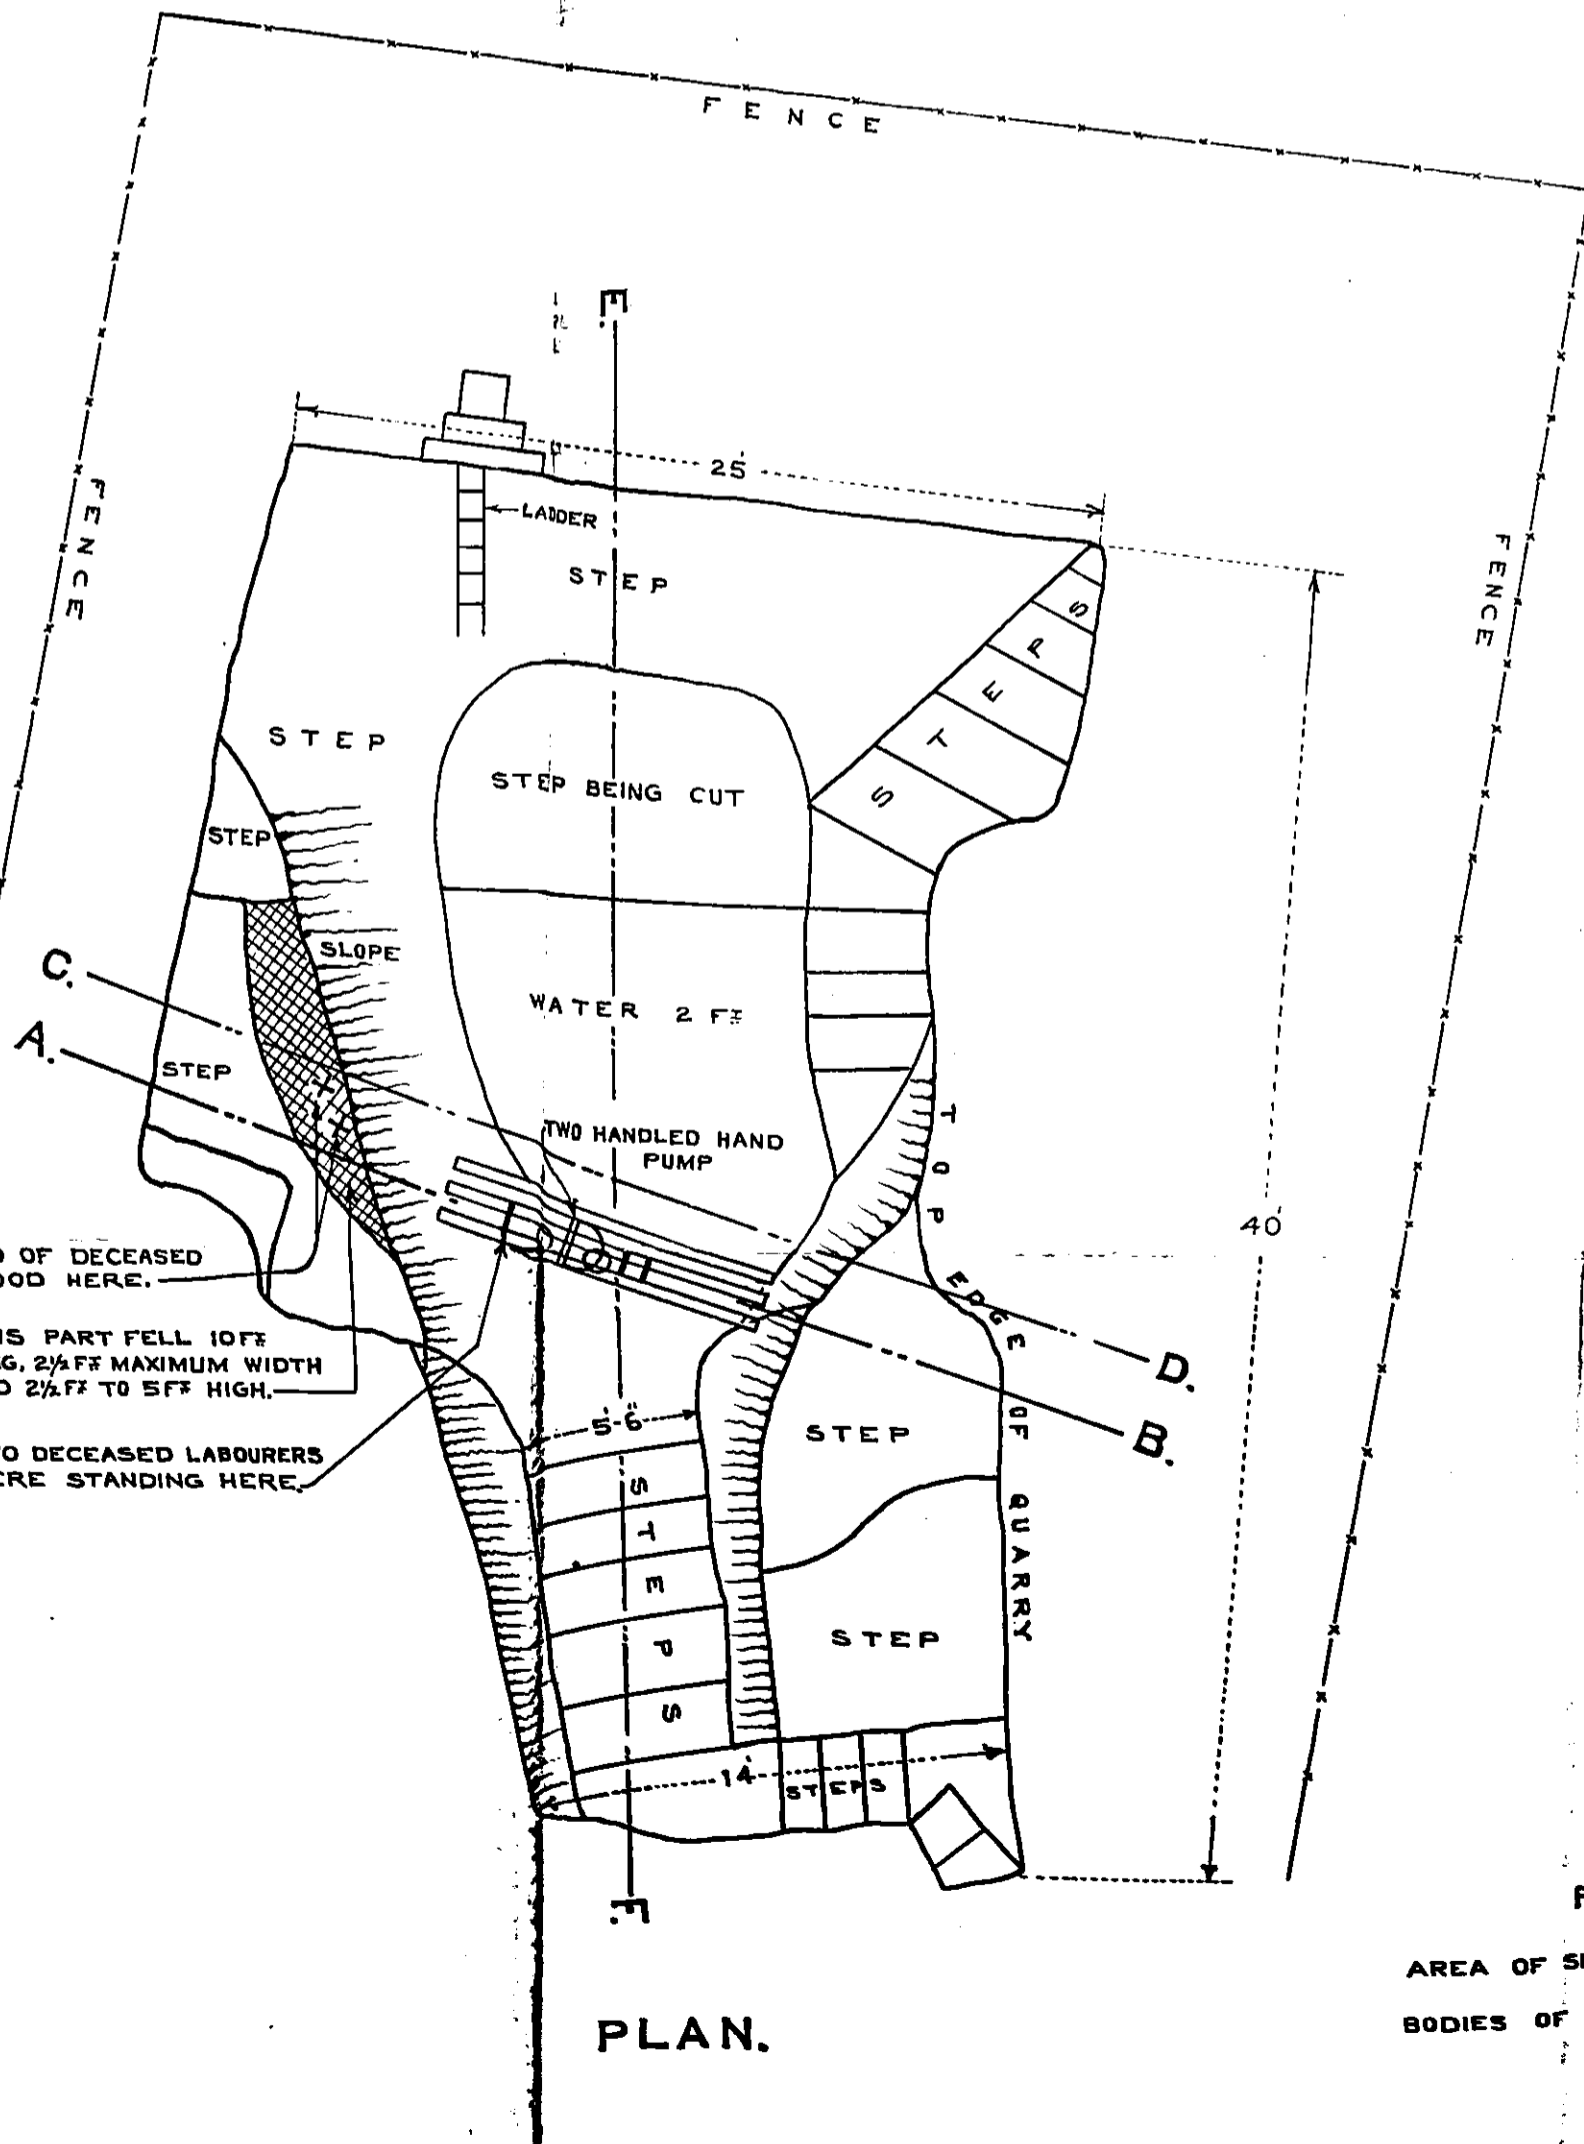 FENCE
E.
25'
LADDER
STEP
FENCE
FENCE
STEPS
STEP
STEP BEING CUT
STEP
SLOPE
C.
WATER 2 FT
A.
STEP
TWO HANDLED HAND
PUMP
TOP EDGE OF QUARRY
40'
OF DECEASED
HERE.
PART FELL 10FT
2½FT MAXIMUM WIDTH
2½FT TO 5FT HIGH.
D.
B.
5'-6"
STEP
DECEASED LABOURERS
STANDING HERE.
STEPS
STEP
14'
STEPS
F.
AREA OF
BODIES OF
PLAN.